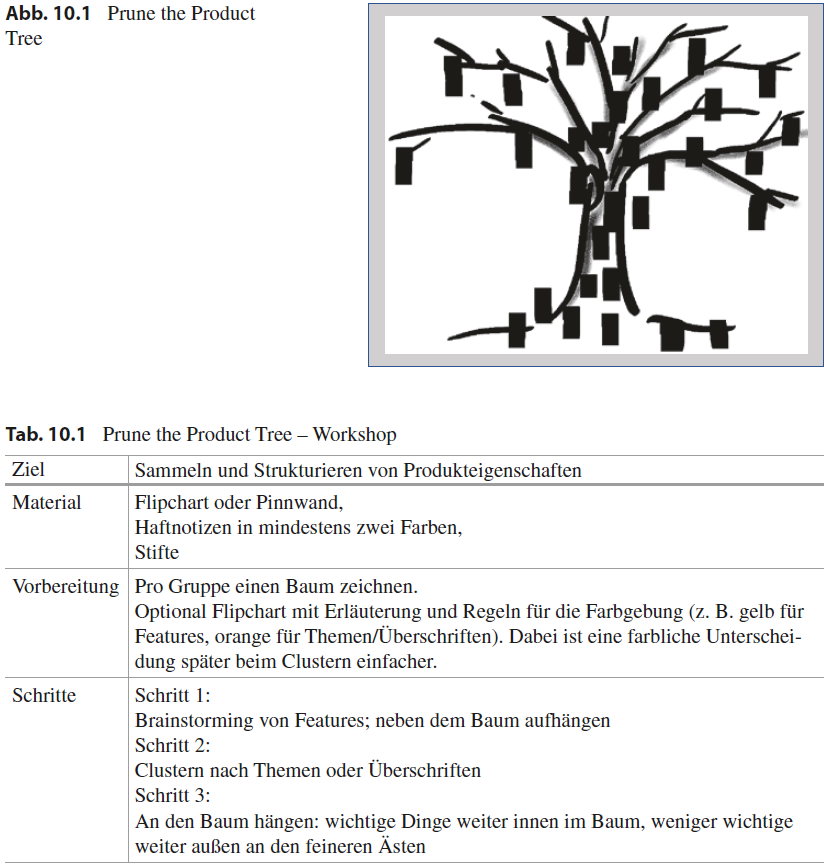 Abb. 10.1 Prune the Product
Tree
Tab. 10.1 Prune the Product Tree – Workshop
Ziel Sammeln und Strukturieren von Produkteigenschaften
Material Flipchart oder Pinnwand,
Haftnotizen in mindestens zwei Farben,
Stifte
Vorbereitung Pro Gruppe einen Baum zeichnen.
Optional Flipchart mit Erläuterung und Regeln für die Farbgebung (z. B. gelb für
Features, orange für Themen/Überschriften). Dabei ist eine farbliche Unterschei-
dung später beim Clustern einfacher.
Schritte Schritt 1:
Brainstorming von Features; neben dem Baum aufhängen
Schritt 2:
Clustern nach Themen oder Überschriften
Schritt 3:
An den Baum hängen: wichtige Dinge weiter innen im Baum, weniger wichtige
weiter außen an den feineren Ästen